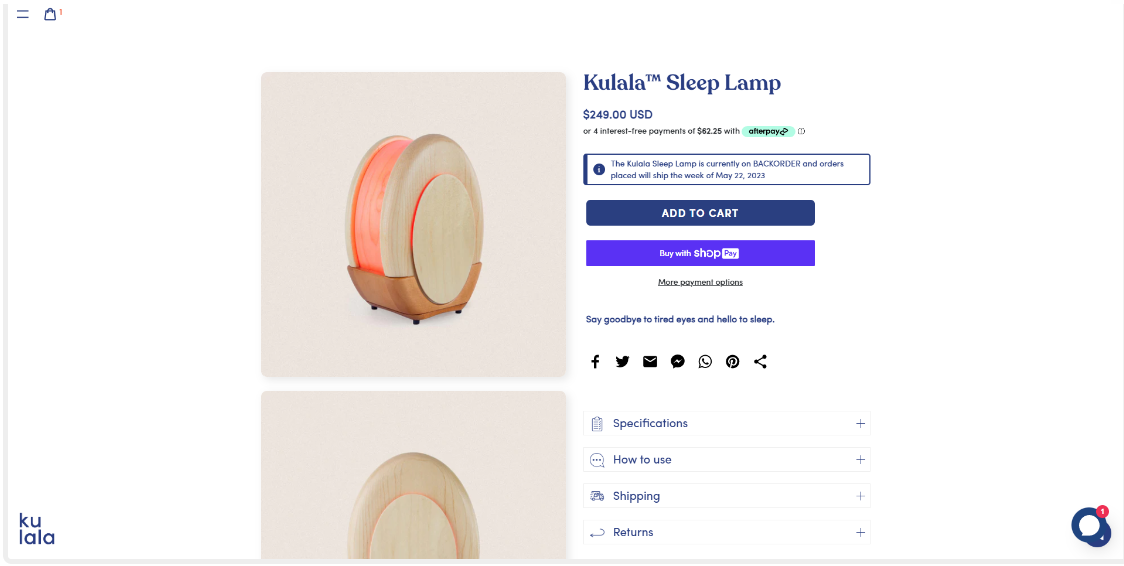 1
Kulala™ Sleep Lamp
$249.00 USD
or 4 interest-free payments of $62.25 with afterpay
The Kulala Sleep Lamp is currently on BACKORDER and orders
placed will ship the week of May 22, 2023
ADD TO CART
Buy with shop Pay
More payment options
Say goodbye to tired eyes and hello to sleep.
Specifications
How to use
Shipping
Returns
ku
lala
1